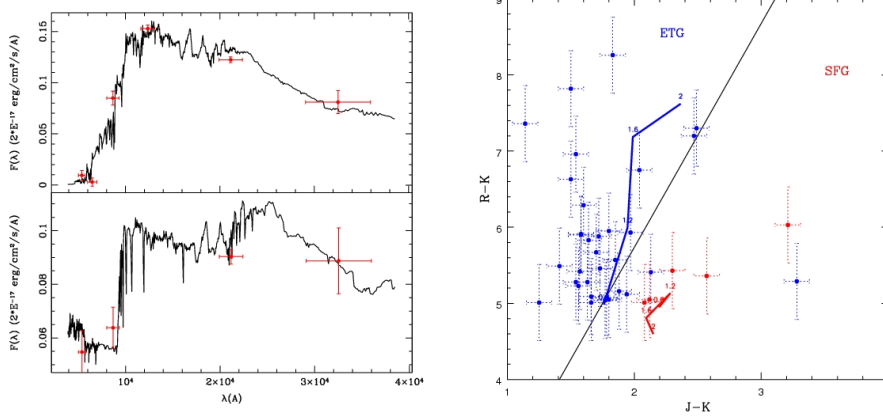 F(λ) (2*E⁻¹⁷ erg/cm²/s/A)
0.15
0.1
0.05
0
F(λ) (2*E⁻¹⁷ erg/cm²/s/A)
0.1
0.08
0.06
10⁴ 2×10⁴ 3×10⁴ 4×10⁴
λ(A)
R-K
9
8
7
6
5
4
ETG
SFG
2
1.6
1.2
1.2
2
1 2 3
J-K